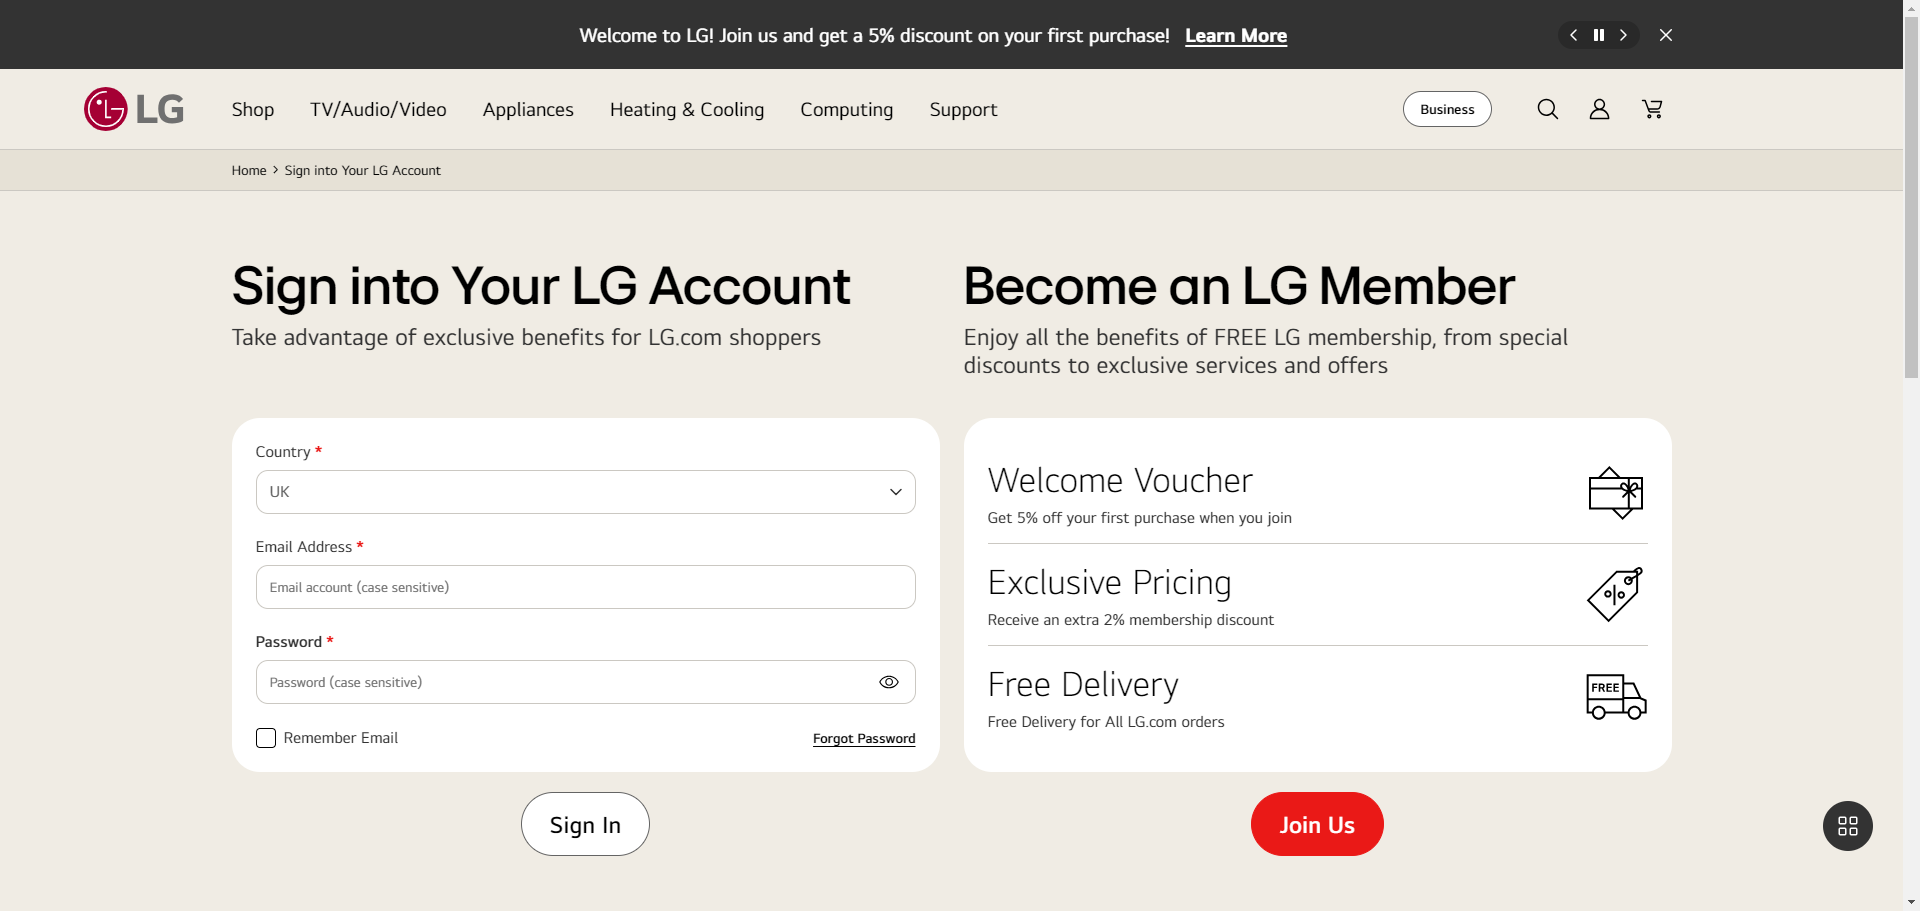 Welcome to LG! Join us and get a 5% discount on your first purchase! Learn More
LG
Shop TV/Audio/Video Appliances Heating & Cooling Computing Support Business
Home > Sign into Your LG Account
Sign into Your LG Account
Take advantage of exclusive benefits for LG.com shoppers
Country *
UK
Email Address *
Email account (case sensitive)
Password *
Password (case sensitive)
Remember Email Forgot Password
Sign In
Become an LG Member
Enjoy all the benefits of FREE LG membership, from special
discounts to exclusive services and offers
Welcome Voucher
Get 5% off your first purchase when you join
Exclusive Pricing
Receive an extra 2% membership discount
Free Delivery
Free Delivery for All LG.com orders
FREE
Join Us